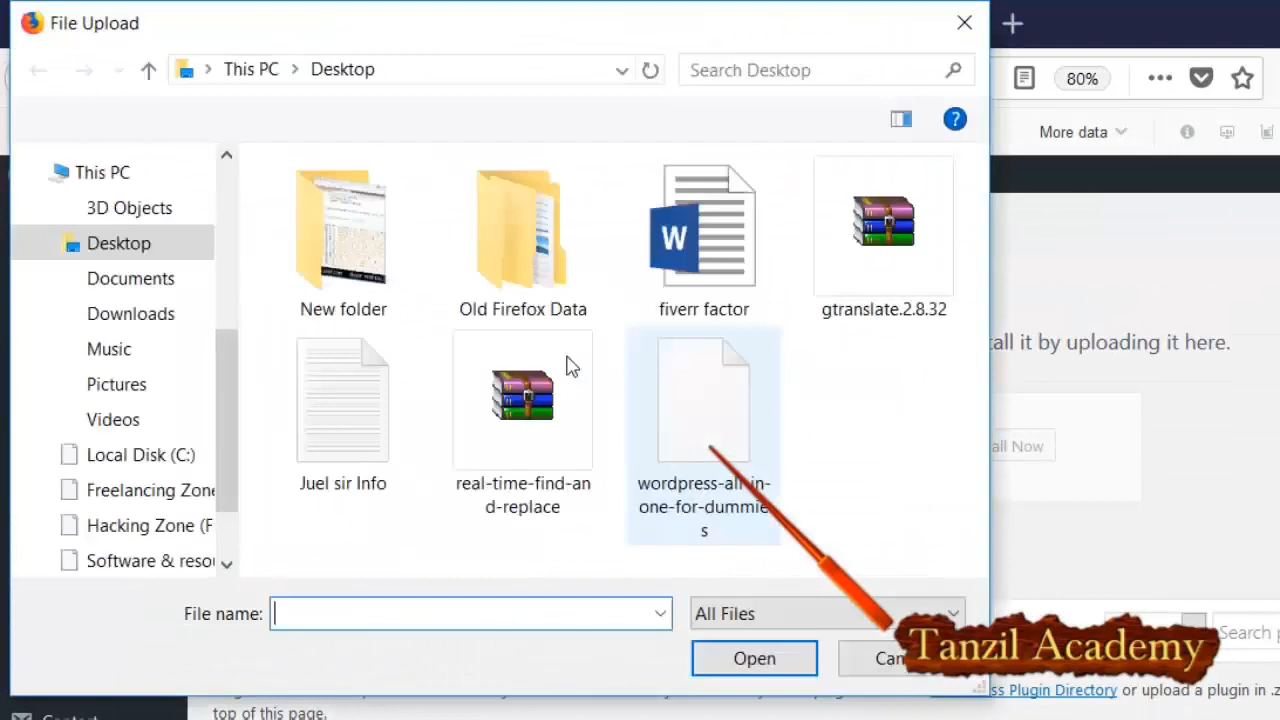 File Upload
This PC
Desktop
Search Desktop
80%
More data
This PC
3D Objects
Desktop
Documents
Downloads
Music
Pictures
Videos
Local Disk (C:)
Freelancing Zone
Hacking Zone (F
Software & resou
New folder
Old Firefox Data
fiverr factor
gtranslate.2.8.32
Juel sir Info
real-time-find-an
d-replace
wordpress-all-in-
one-for-dummie
s
all it by uploading it here.
all Now
File name:
All Files
Open
Can
Tanzil Academy
Search p
ss Plugin Directory or upload a plugin in .z
top of this page.